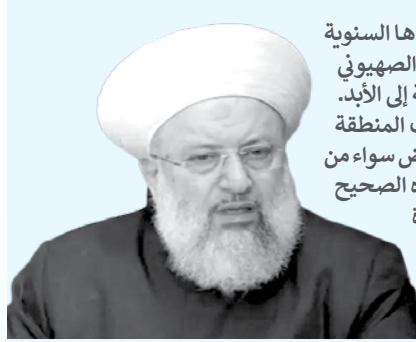 ها السنوية
الصهيوني
ة إلى الأبد.
ب المنطقة
ض سواء من
ه الصحيح
ة